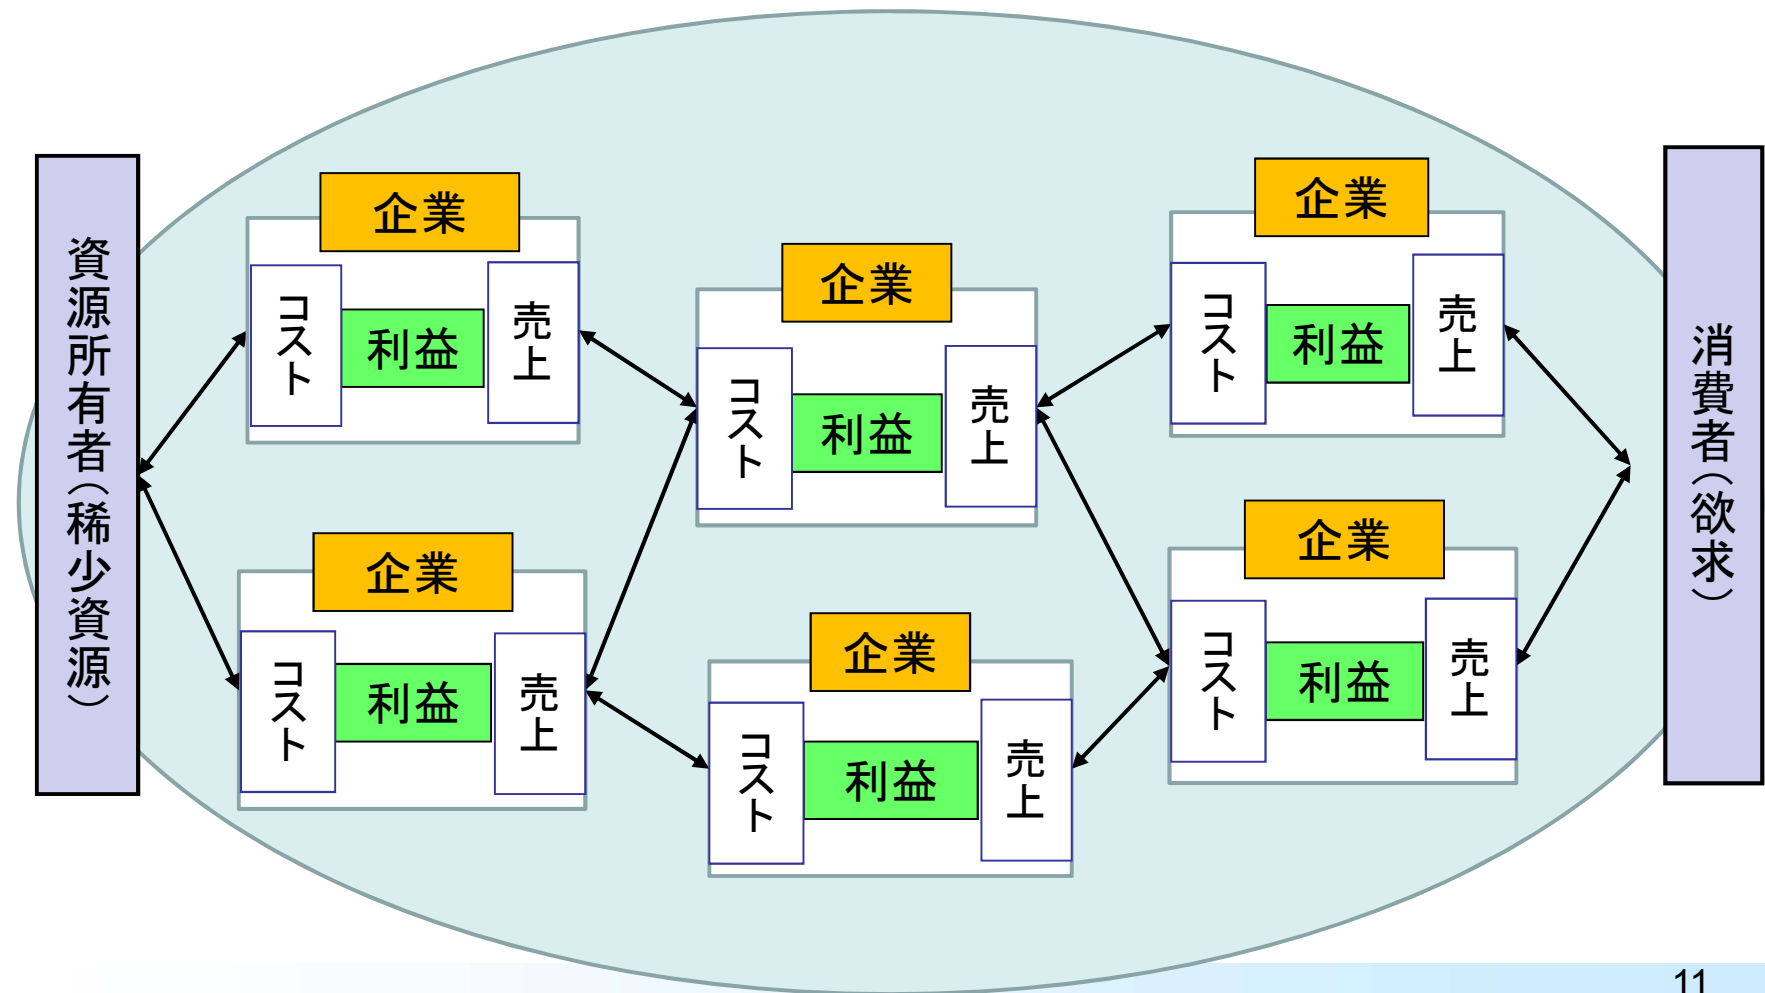 資源所有者（稀少資源）
企業
コスト
利益
売上
企業
コスト
利益
売上
企業
コスト
利益
売上
企業
コスト
利益
売上
企業
コスト
利益
売上
企業
コスト
利益
売上
消費者（欲求）
11